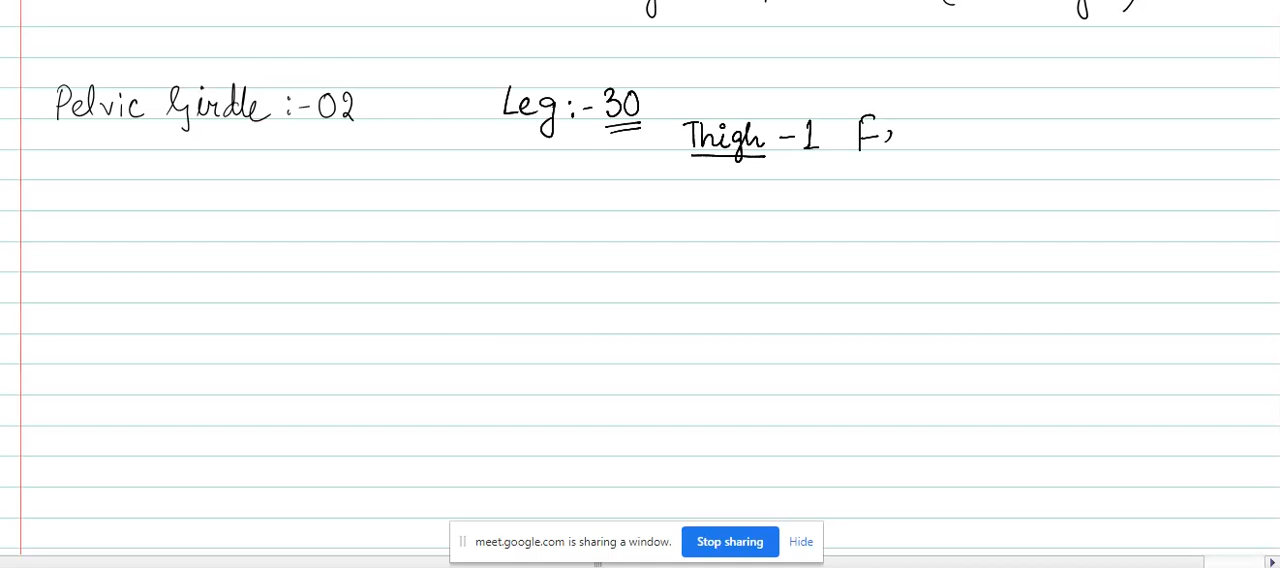 Pelvic Girdle :- 02
Leg :- 30
Thigh - 1 F,
meet.google.com is sharing a window.
Stop sharing
Hide